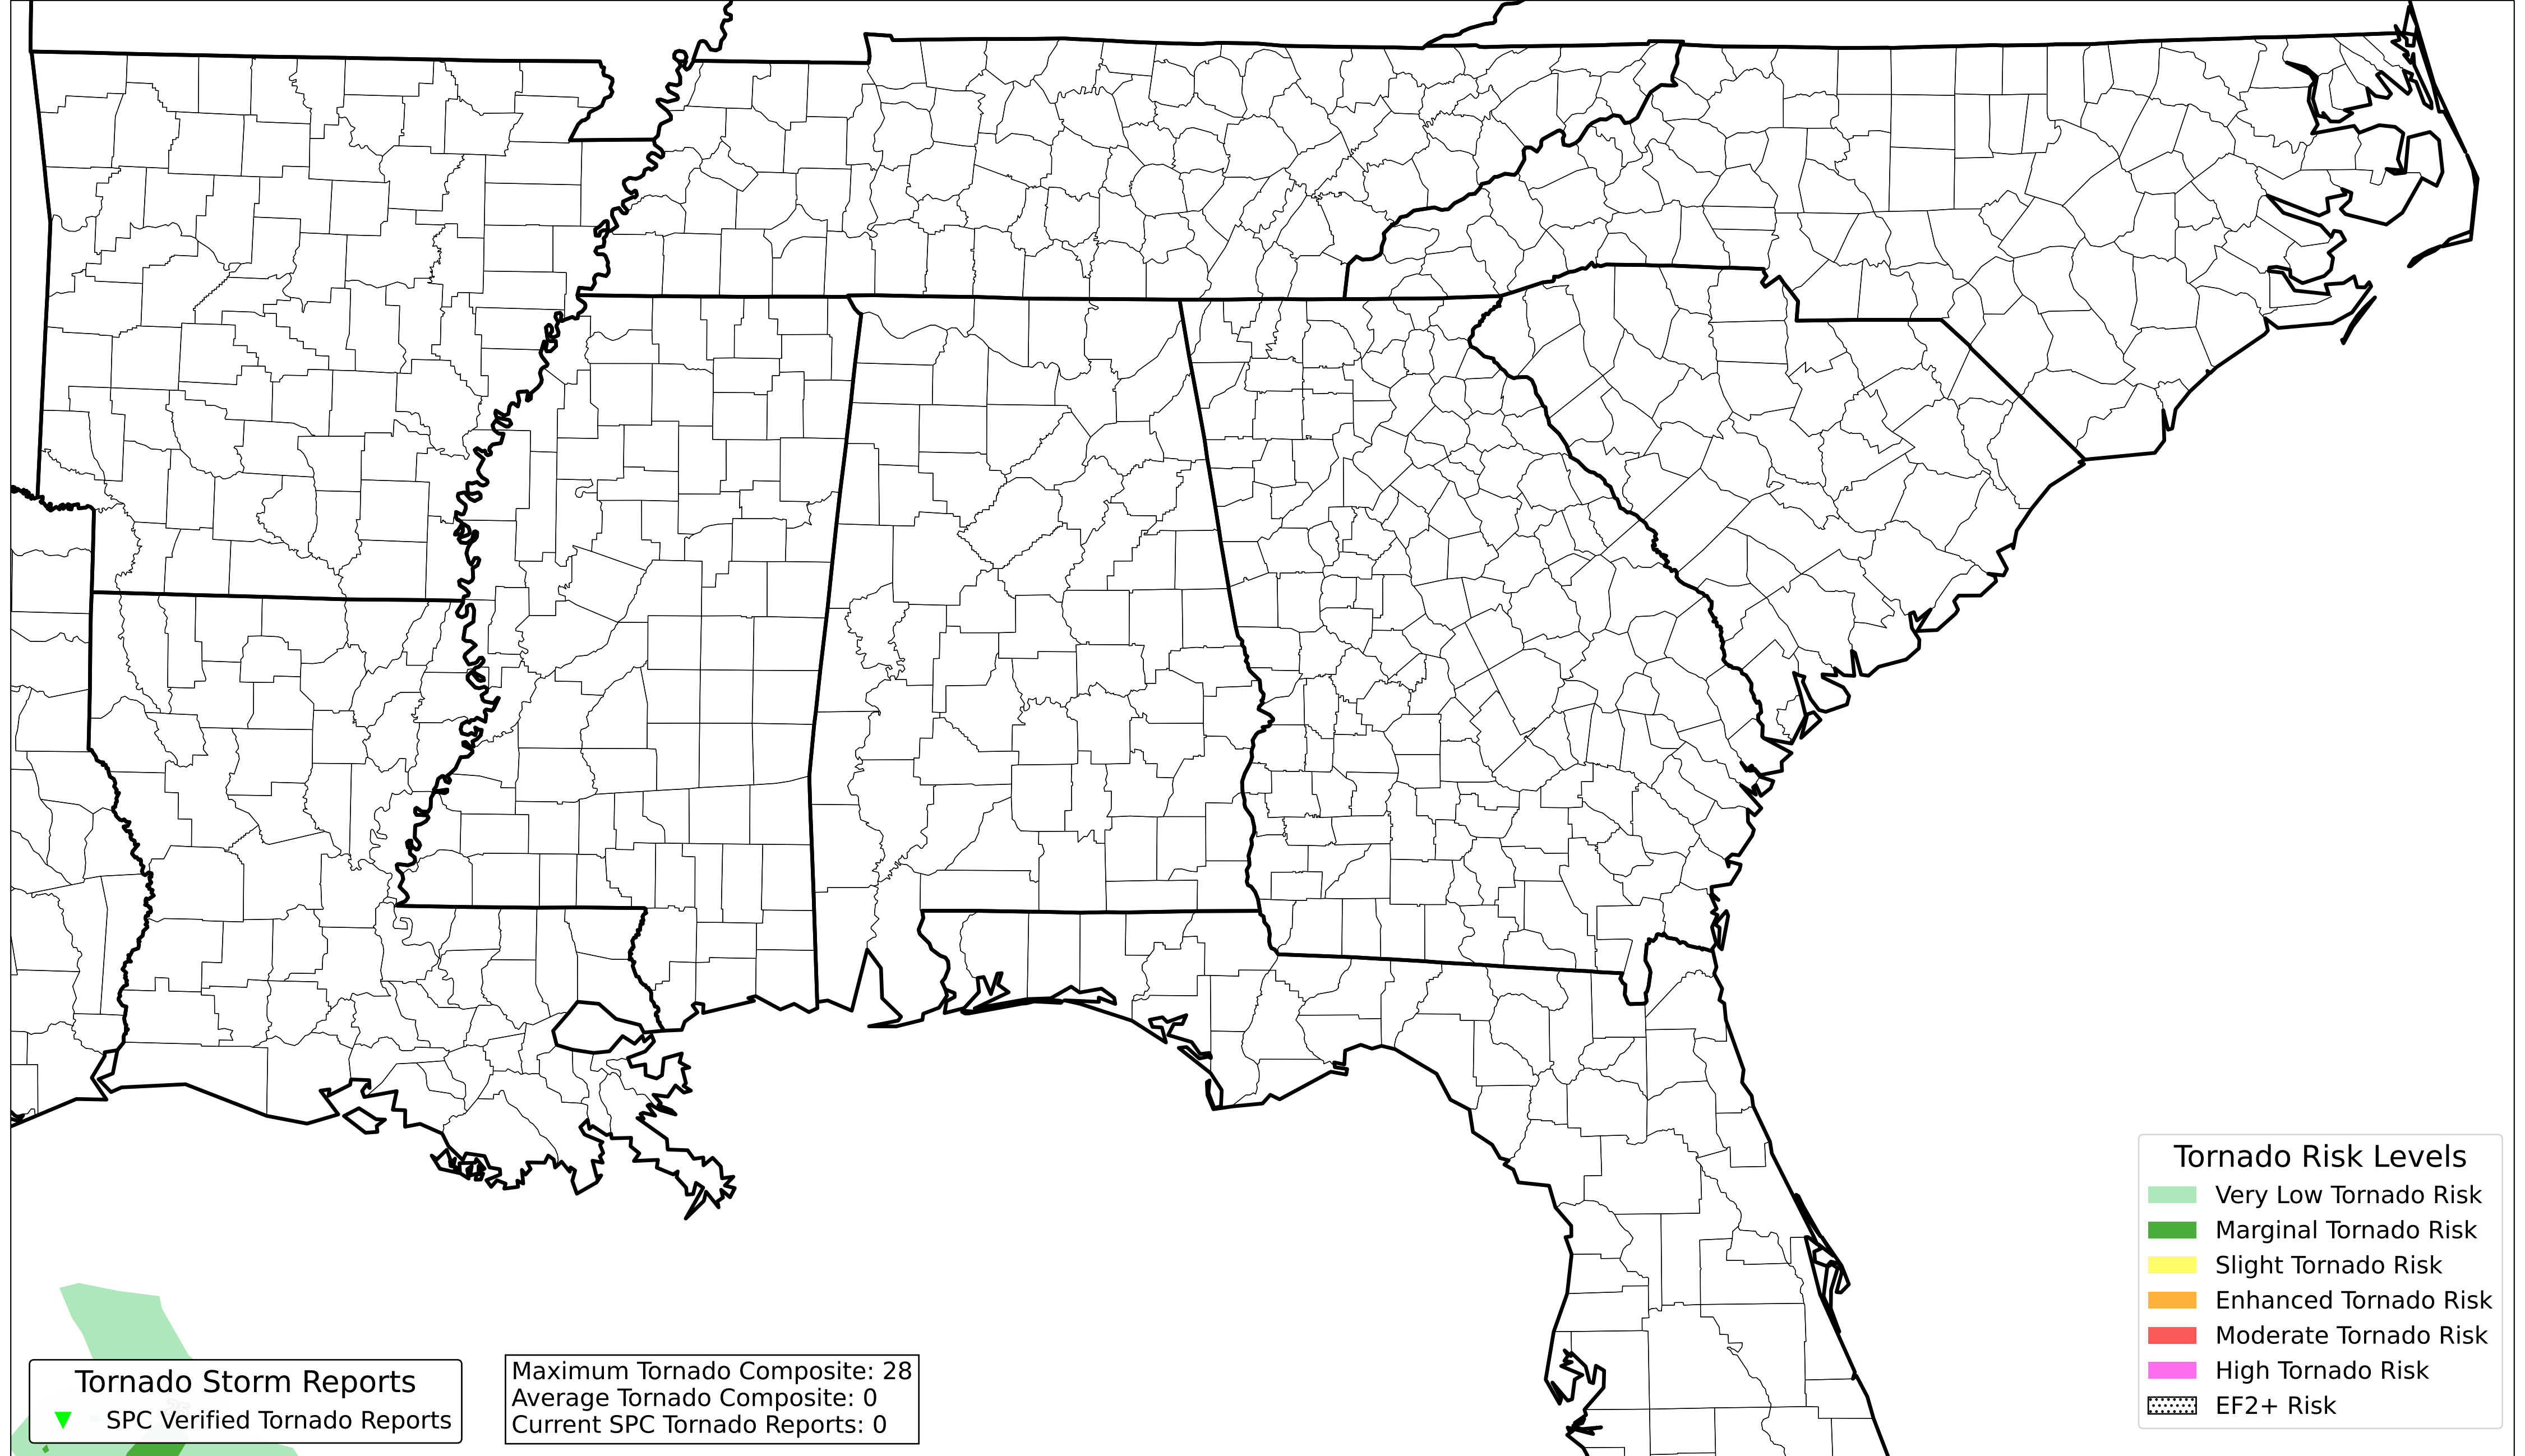 Tornado Storm Reports
SPC Verified Tornado Reports
Maximum Tornado Composite: 28
Average Tornado Composite: 0
Current SPC Tornado Reports: 0
Tornado Risk Levels
Very Low Tornado Risk
Marginal Tornado Risk
Slight Tornado Risk
Enhanced Tornado Risk
Moderate Tornado Risk
High Tornado Risk
EF2+ Risk